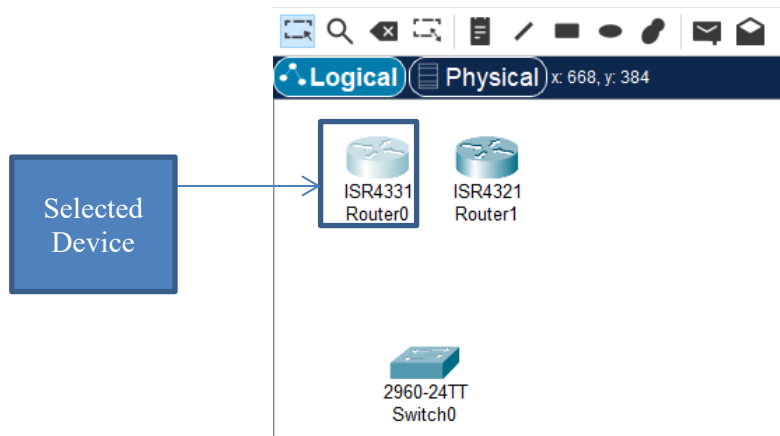 Logical Physical x: 668, y: 384
ISR4331 ISR4321
Router0 Router1
Selected
Device
2960-24TT
Switch0